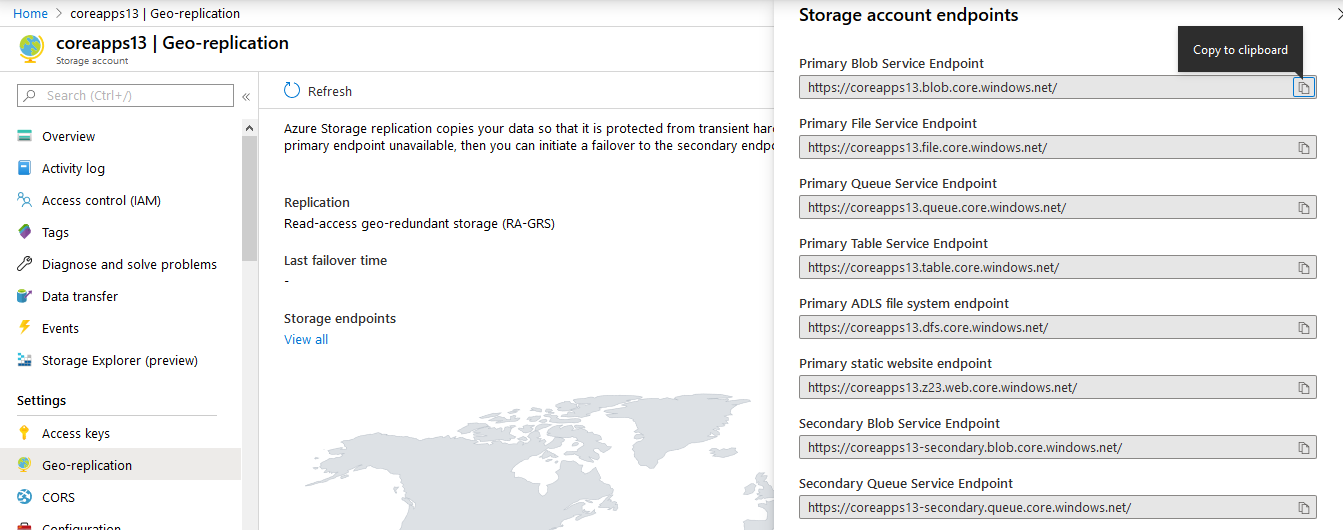 Home > coreapps13 | Geo-replication
coreapps13 | Geo-replication
Storage account
Search (Ctrl+/)
«
Overview
Activity log
Access control (IAM)
Tags
Diagnose and solve problems
Data transfer
Events
Storage Explorer (preview)
Settings
Access keys
Geo-replication
CORS
Configuration
Refresh
Azure Storage replication copies your data so that it is protected from transient har
primary endpoint unavailable, then you can initiate a failover to the secondary endp
Replication
Read-access geo-redundant storage (RA-GRS)
Last failover time
-
Storage endpoints
View all
Storage account endpoints
Copy to clipboard
Primary Blob Service Endpoint
https://coreapps13.blob.core.windows.net/
Primary File Service Endpoint
https://coreapps13.file.core.windows.net/
Primary Queue Service Endpoint
https://coreapps13.queue.core.windows.net/
Primary Table Service Endpoint
https://coreapps13.table.core.windows.net/
Primary ADLS file system endpoint
https://coreapps13.dfs.core.windows.net/
Primary static website endpoint
https://coreapps13.z23.web.core.windows.net/
Secondary Blob Service Endpoint
https://coreapps13-secondary.blob.core.windows.net/
Secondary Queue Service Endpoint
https://coreapps13-secondary.queue.core.windows.net/